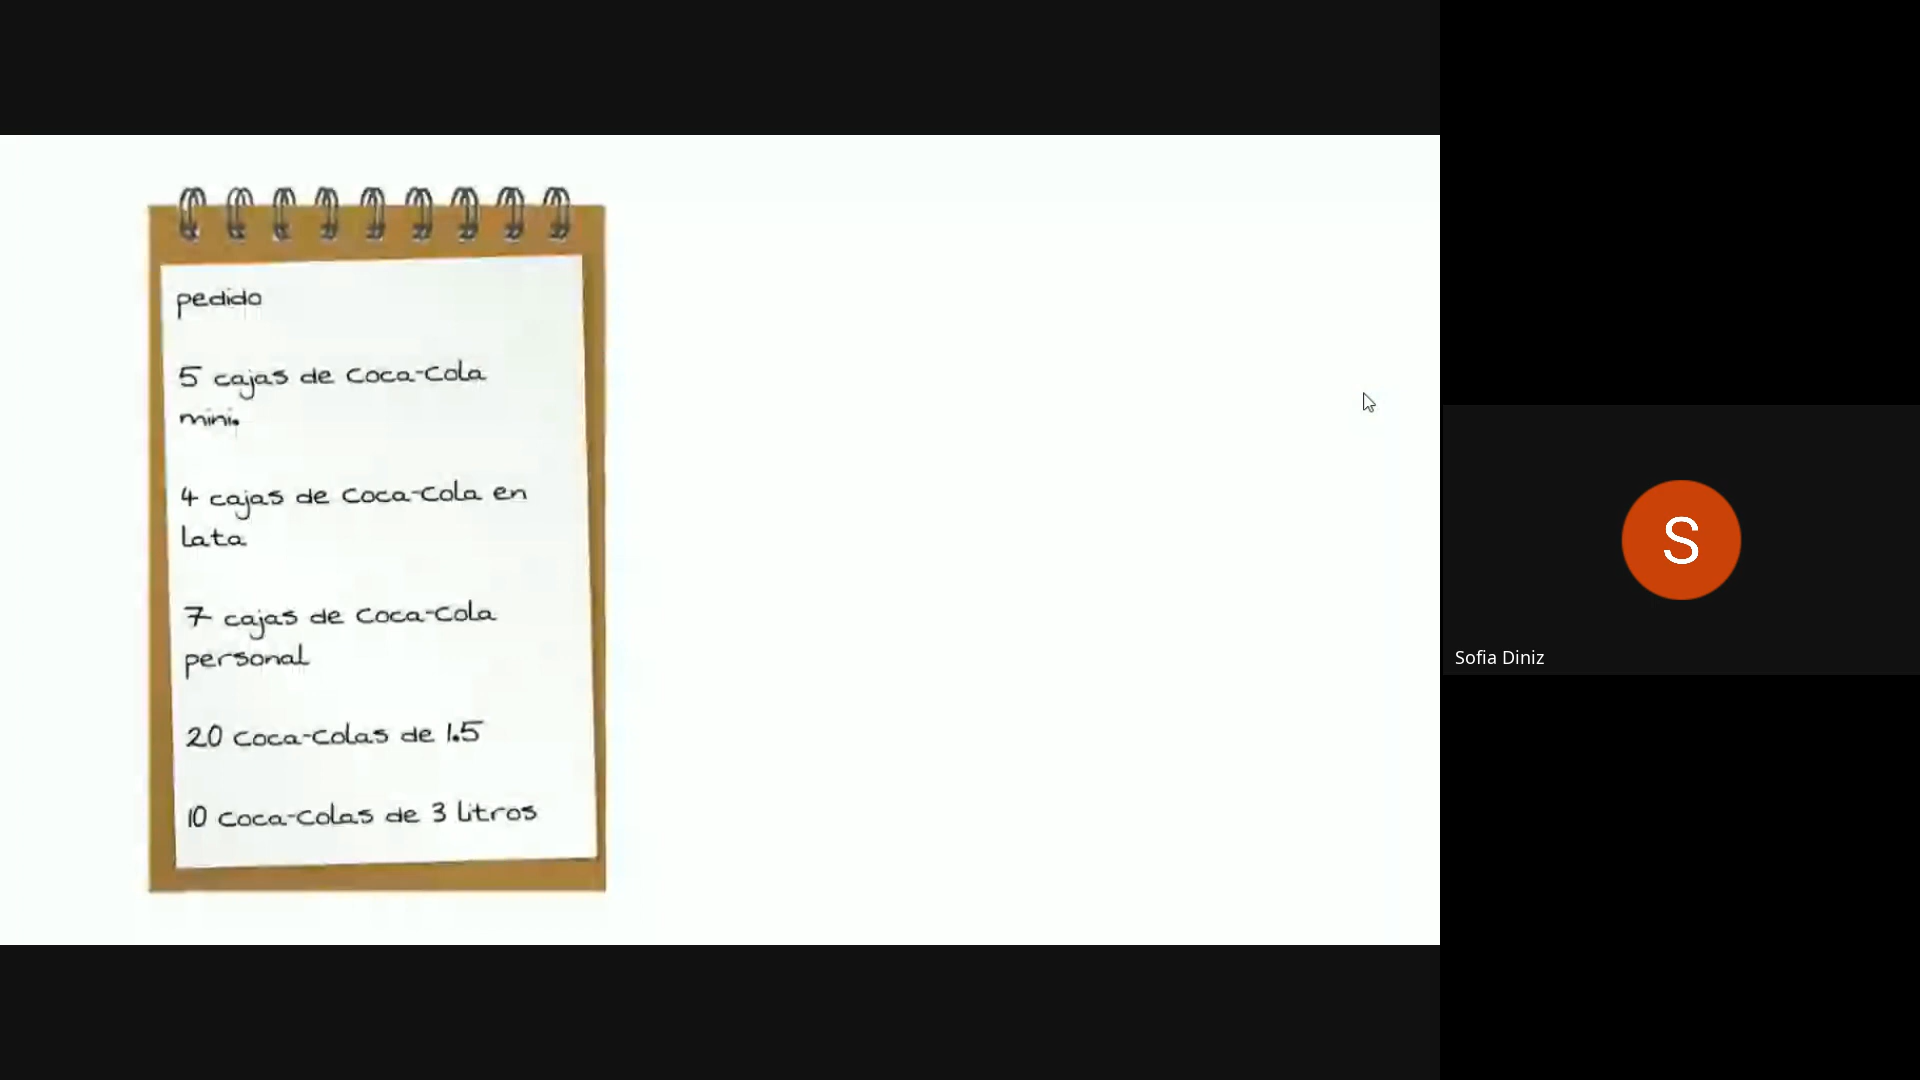 pedido
5 cajas de Coca-Cola
mini.
4 cajas de Coca-Cola en
lata
7 cajas de Coca-Cola
personal
20 Coca-Colas de 1.5
10 Coca-Colas de 3 litros
S
Sofia Diniz